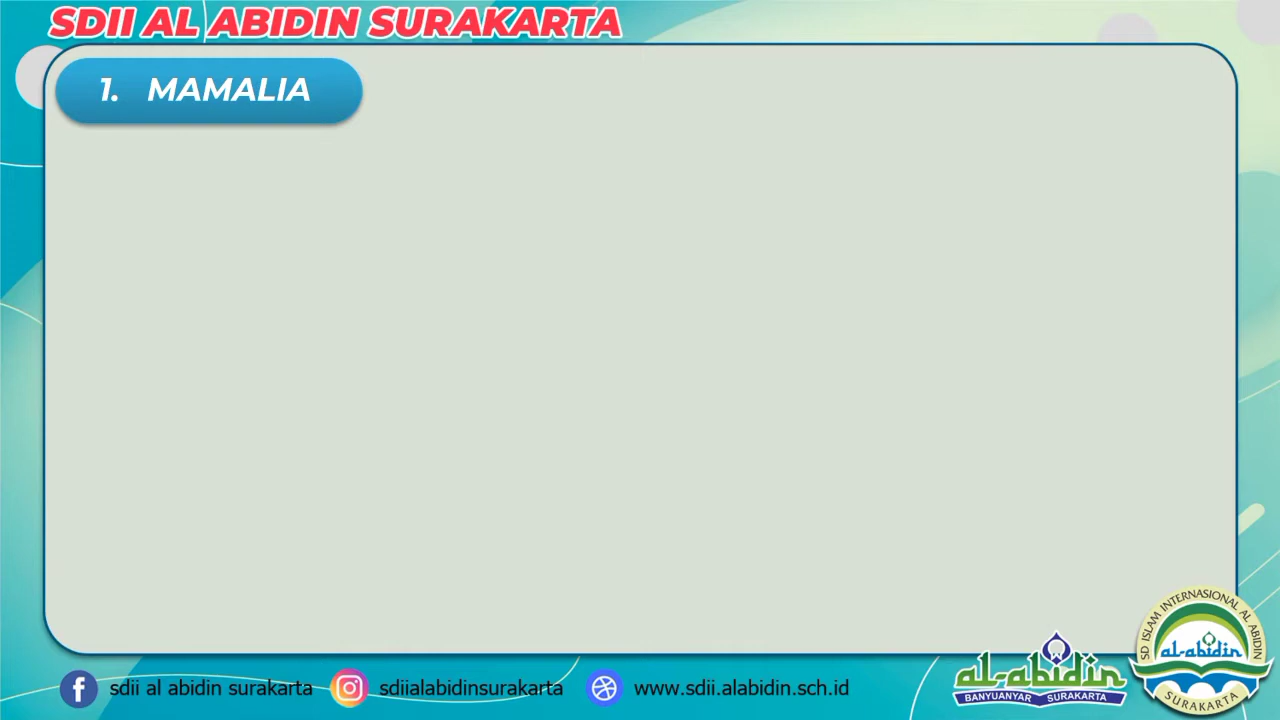 SDII AL ABIDIN SURAKARTA
1. MAMALIA
sdii al abidin surakarta
sdiialabidinsurakarta
www.sdii.alabidin.sch.id
al-abidin
BANYUANYAR SURAKARTA
SD ISLAM INTERNASIONAL AL ABIDIN
al-abidin
SURAKARTA